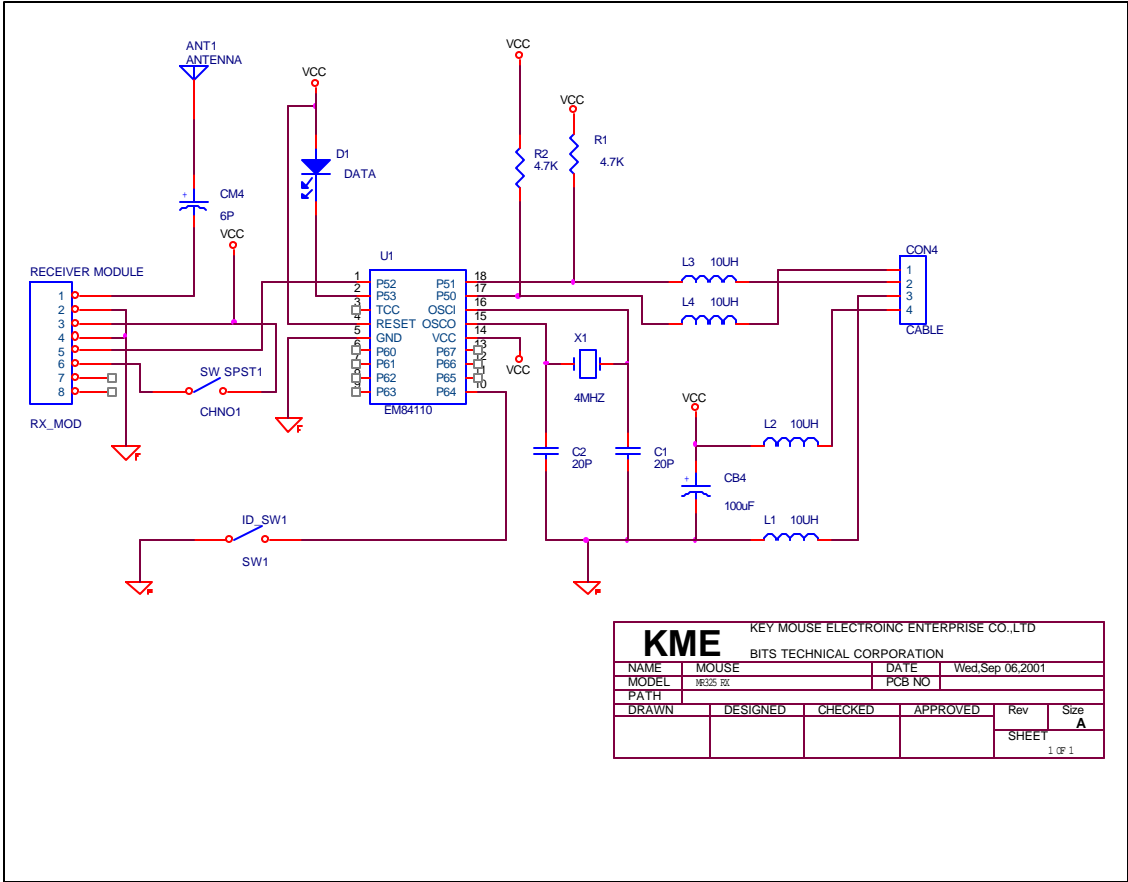 ANT1
ANTENNA
VCC
VCC
VCC
D1
DATA
R2
4.7K
R1
4.7K
CM4
6P
VCC
RECEIVER MODULE
1
2
3
4
5
6
7
8
RX_MOD
SW_SPST1
CHNO1
U1
1 P52
2 P53
3 TCC
4 RESET
5 GND
6 P60
7 P61
8 P62
9 P63
P51 18
P50 17
OSCI 16
OSCO 15
VCC 14
P67 13
P66 12
P65 11
P64 10
EM84110
VCC
X1
4MHZ
L3 10UH
L4 10UH
CON4
1
2
3
4
CABLE
VCC
L2 10UH
C2
20P
C1
20P
CB4
100uF
L1 10UH
ID_SW1
SW1
F
F
F
F
KME
KEY MOUSE ELECTROINC ENTERPRISE CO.,LTD
BITS TECHNICAL CORPORATION
NAME MOUSE DATE Wed,Sep 06,2001
MODEL MR325 RX PCB NO
PATH
DRAWN DESIGNED CHECKED APPROVED Rev Size
A
SHEET
1 OF 1